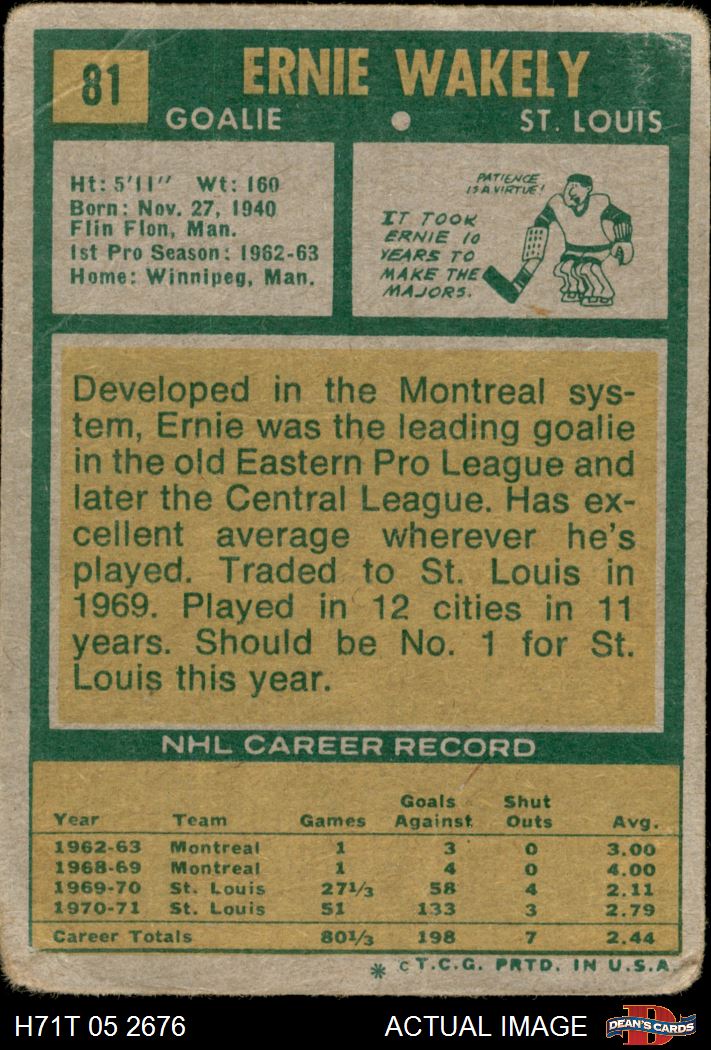 81
ERNIE WAKELY
GOALIE ST. LOUIS
Ht: 5'11" Wt: 160
Born: Nov. 27, 1940
Flin Flon, Man.
1st Pro Season: 1962-63
Home: Winnipeg, Man.
PATIENCE
IS A VIRTUE!
IT TOOK
ERNIE 10
YEARS TO
MAKE THE
MAJORS.
Developed in the Montreal sys-
tem, Ernie was the leading goalie
in the old Eastern Pro League and
later the Central League. Has ex-
cellent average wherever he's
played. Traded to St. Louis in
1969. Played in 12 cities in 11
years. Should be No. 1 for St.
Louis this year.
NHL CAREER RECORD
Year Team Games Goals Against Shut Outs Avg.
1962-63 Montreal 1 3 0 3.00
1968-69 Montreal 1 4 0 4.00
1969-70 St. Louis 27 1/3 58 4 2.11
1970-71 St. Louis 51 133 3 2.79
Career Totals 80 1/3 198 7 2.44
* © T.C.G. PRTD. IN U.S.A.
H71T 05 2676 ACTUAL IMAGE DEAN'S CARDS